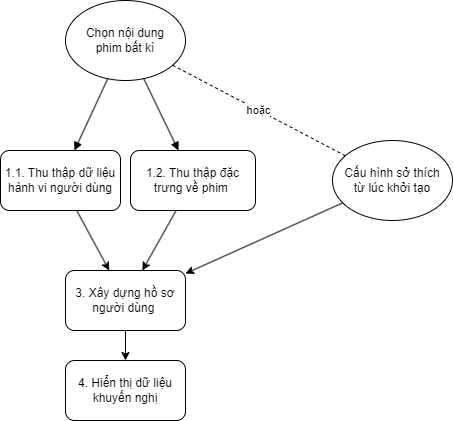 Chọn nội dung
phim bất kì
hoặc
1.1. Thu thập dữ liệu
hành vi người dùng
1.2. Thu thập đặc
trưng về phim
Cấu hình sở thích
từ lúc khởi tạo
3. Xây dựng hồ sơ
người dùng
4. Hiển thị dữ liệu
khuyến nghị